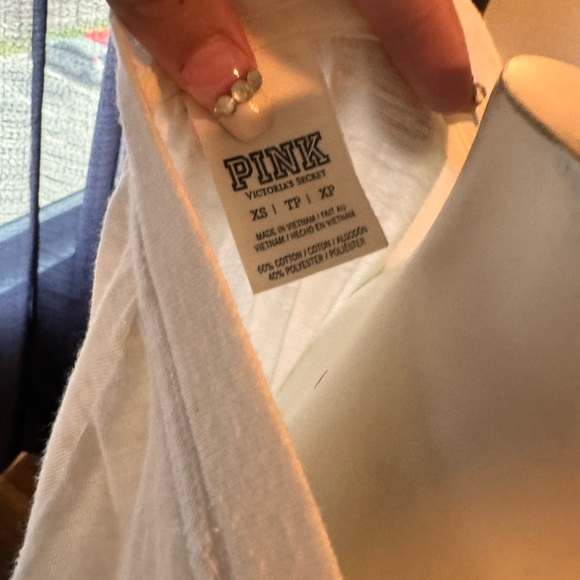 PINK
VICTORIA'S SECRET
XS | TP | XP
MADE IN VIETNAM / FAIT AU
VIETNAM / HECHO EN VIETNAM
60% COTTON / COTON / ALGODÓN
40% POLYESTER / POLIÉSTER